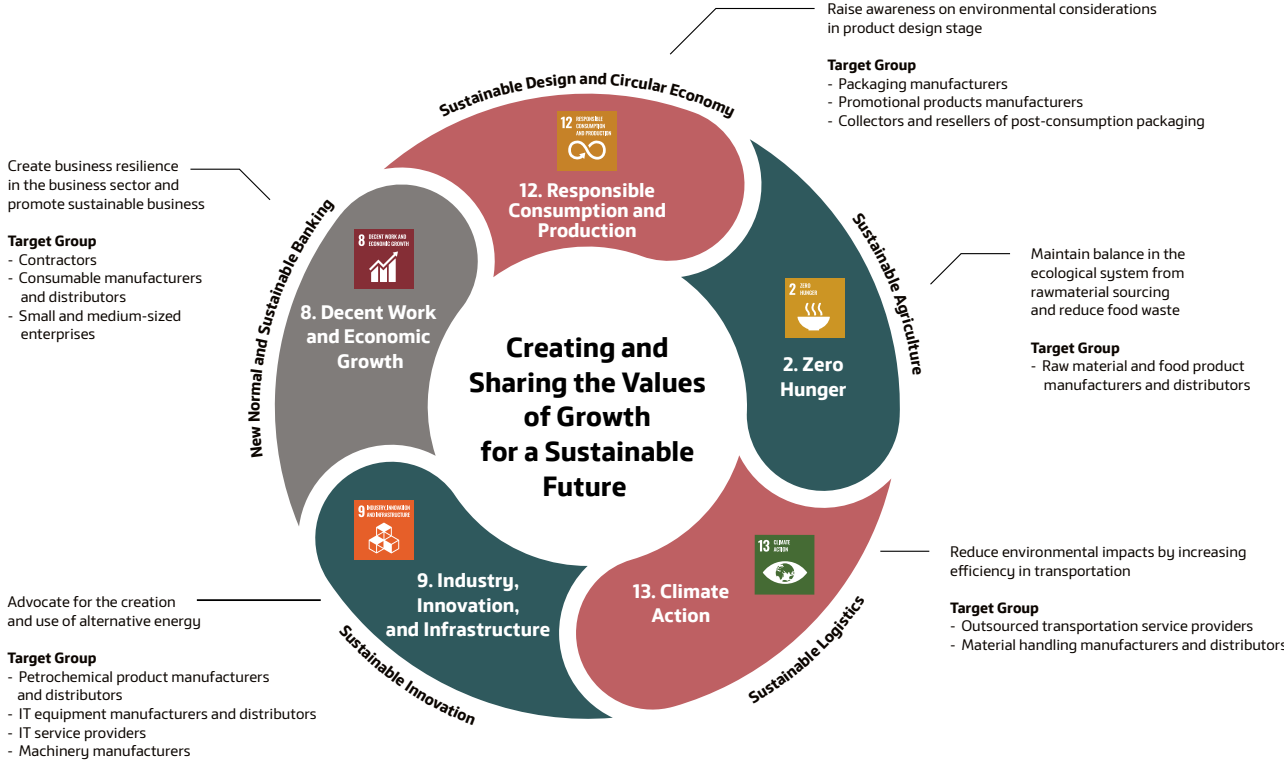 Raise awareness on environmental considerations
in product design stage
Target Group
- Packaging manufacturers
- Promotional products manufacturers
- Collectors and resellers of post-consumption packaging
Sustainable Design and Circular Economy
12 RESPONSIBLE
CONSUMPTION
AND PRODUCTION
12. Responsible
Consumption and
Production
Create business resilience
in the business sector and
promote sustainable business
Target Group
- Contractors
- Consumable manufacturers
and distributors
- Small and medium-sized
enterprises
New Normal and Sustainable Banking
8 DECENT WORK AND
ECONOMIC GROWTH
8. Decent Work
and Economic
Growth
Sustainable Agriculture
2 ZERO
HUNGER
2. Zero
Hunger
Maintain balance in the
ecological system from
rawmaterial sourcing
and reduce food waste
Target Group
- Raw material and food product
manufacturers and distributors
Creating and
Sharing the Values
of Growth
for a Sustainable
Future
9 INDUSTRY, INNOVATION
AND INFRASTRUCTURE
9. Industry,
Innovation,
and Infrastructure
Sustainable Innovation
Advocate for the creation
and use of alternative energy
Target Group
- Petrochemical product manufacturers
and distributors
- IT equipment manufacturers and distributors
- IT service providers
- Machinery manufacturers
13 CLIMATE
ACTION
13. Climate
Action
Sustainable Logistics
Reduce environmental impacts by increasing
efficiency in transportation
Target Group
- Outsourced transportation service providers
- Material handling manufacturers and distributors